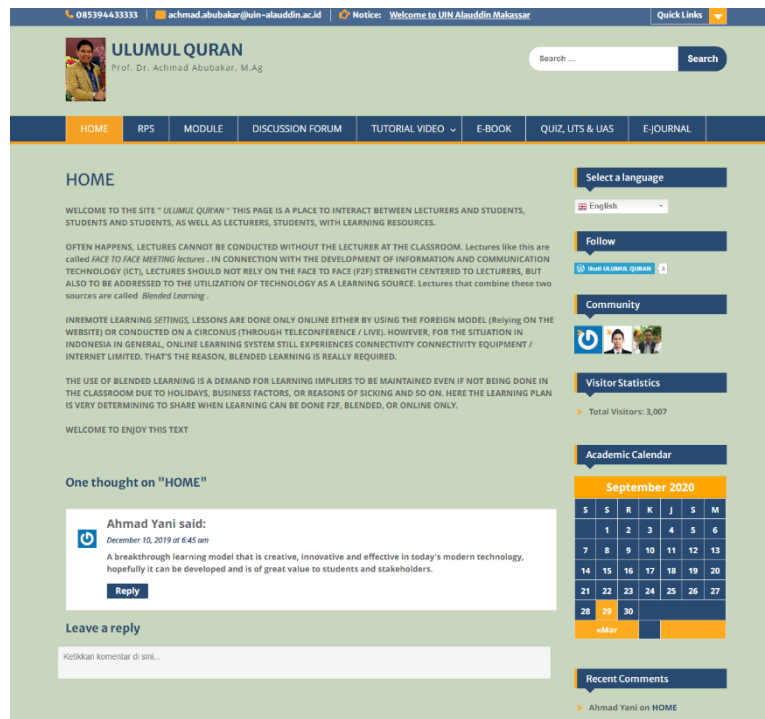 085394433333 achmad.abubakar@uin-alauddin.ac.id Notice: Welcome to UIN Alauddin Makassar Quick Links
ULUMUL QURAN
Prof. Dr. Achmad Abubakar, M.Ag
Search ... Search
HOME RPS MODULE DISCUSSION FORUM TUTORIAL VIDEO E-BOOK QUIZ, UTS & UAS E-JOURNAL
HOME
WELCOME TO THE SITE " ULUMUL QUR'AN " THIS PAGE IS A PLACE TO INTERACT BETWEEN LECTURERS AND STUDENTS,
STUDENTS AND STUDENTS, AS WELL AS LECTURERS, STUDENTS, WITH LEARNING RESOURCES.
OFTEN HAPPENS, LECTURES CANNOT BE CONDUCTED WITHOUT THE LECTURER AT THE CLASSROOM. Lectures like this are
called FACE TO FACE MEETING lectures . IN CONNECTION WITH THE DEVELOPMENT OF INFORMATION AND COMMUNICATION
TECHNOLOGY (ICT), LECTURES SHOULD NOT RELY ON THE FACE TO FACE (F2F) STRENGTH CENTERED TO LECTURERS, BUT
ALSO TO BE ADDRESSED TO THE UTILIZATION OF TECHNOLOGY AS A LEARNING SOURCE. Lectures that combine these two
sources are called Blended Learning .
INREMOTE LEARNING SETTINGS, LESSONS ARE DONE ONLY ONLINE EITHER BY USING THE FOREIGN MODEL (Relying ON THE
WEBSITE) OR CONDUCTED ON A CIRCONUS (THROUGH TELECONFERENCE / LIVE). HOWEVER, FOR THE SITUATION IN
INDONESIA IN GENERAL, ONLINE LEARNING SYSTEM STILL EXPERIENCES CONNECTIVITY CONNECTIVITY EQUIPMENT /
INTERNET LIMITED. THAT'S THE REASON, BLENDED LEARNING IS REALLY REQUIRED.
THE USE OF BLENDED LEARNING IS A DEMAND FOR LEARNING IMPLIERS TO BE MAINTAINED EVEN IF NOT BEING DONE IN
THE CLASSROOM DUE TO HOLIDAYS, BUSINESS FACTORS, OR REASONS OF SICKING AND SO ON. HERE THE LEARNING PLAN
IS VERY DETERMINING TO SHARE WHEN LEARNING CAN BE DONE F2F, BLENDED, OR ONLINE ONLY.
WELCOME TO ENJOY THIS TEXT
One thought on "HOME"
Ahmad Yani said:
December 10, 2019 at 6:45 am
A breakthrough learning model that is creative, innovative and effective in today's modern technology,
hopefully it can be developed and is of great value to students and stakeholders.
Reply
Leave a reply
Ketikkan komentar di sini...
Select a language
English
Follow
Ikuti ULUMUL QURAN 3
Community
Visitor Statistics
» Total Visitors: 3,007
Academic Calendar
September 2020
S S R K J S M
1 2 3 4 5 6
7 8 9 10 11 12 13
14 15 16 17 18 19 20
21 22 23 24 25 26 27
28 29 30
«Mar
Recent Comments
» Ahmad Yani on HOME